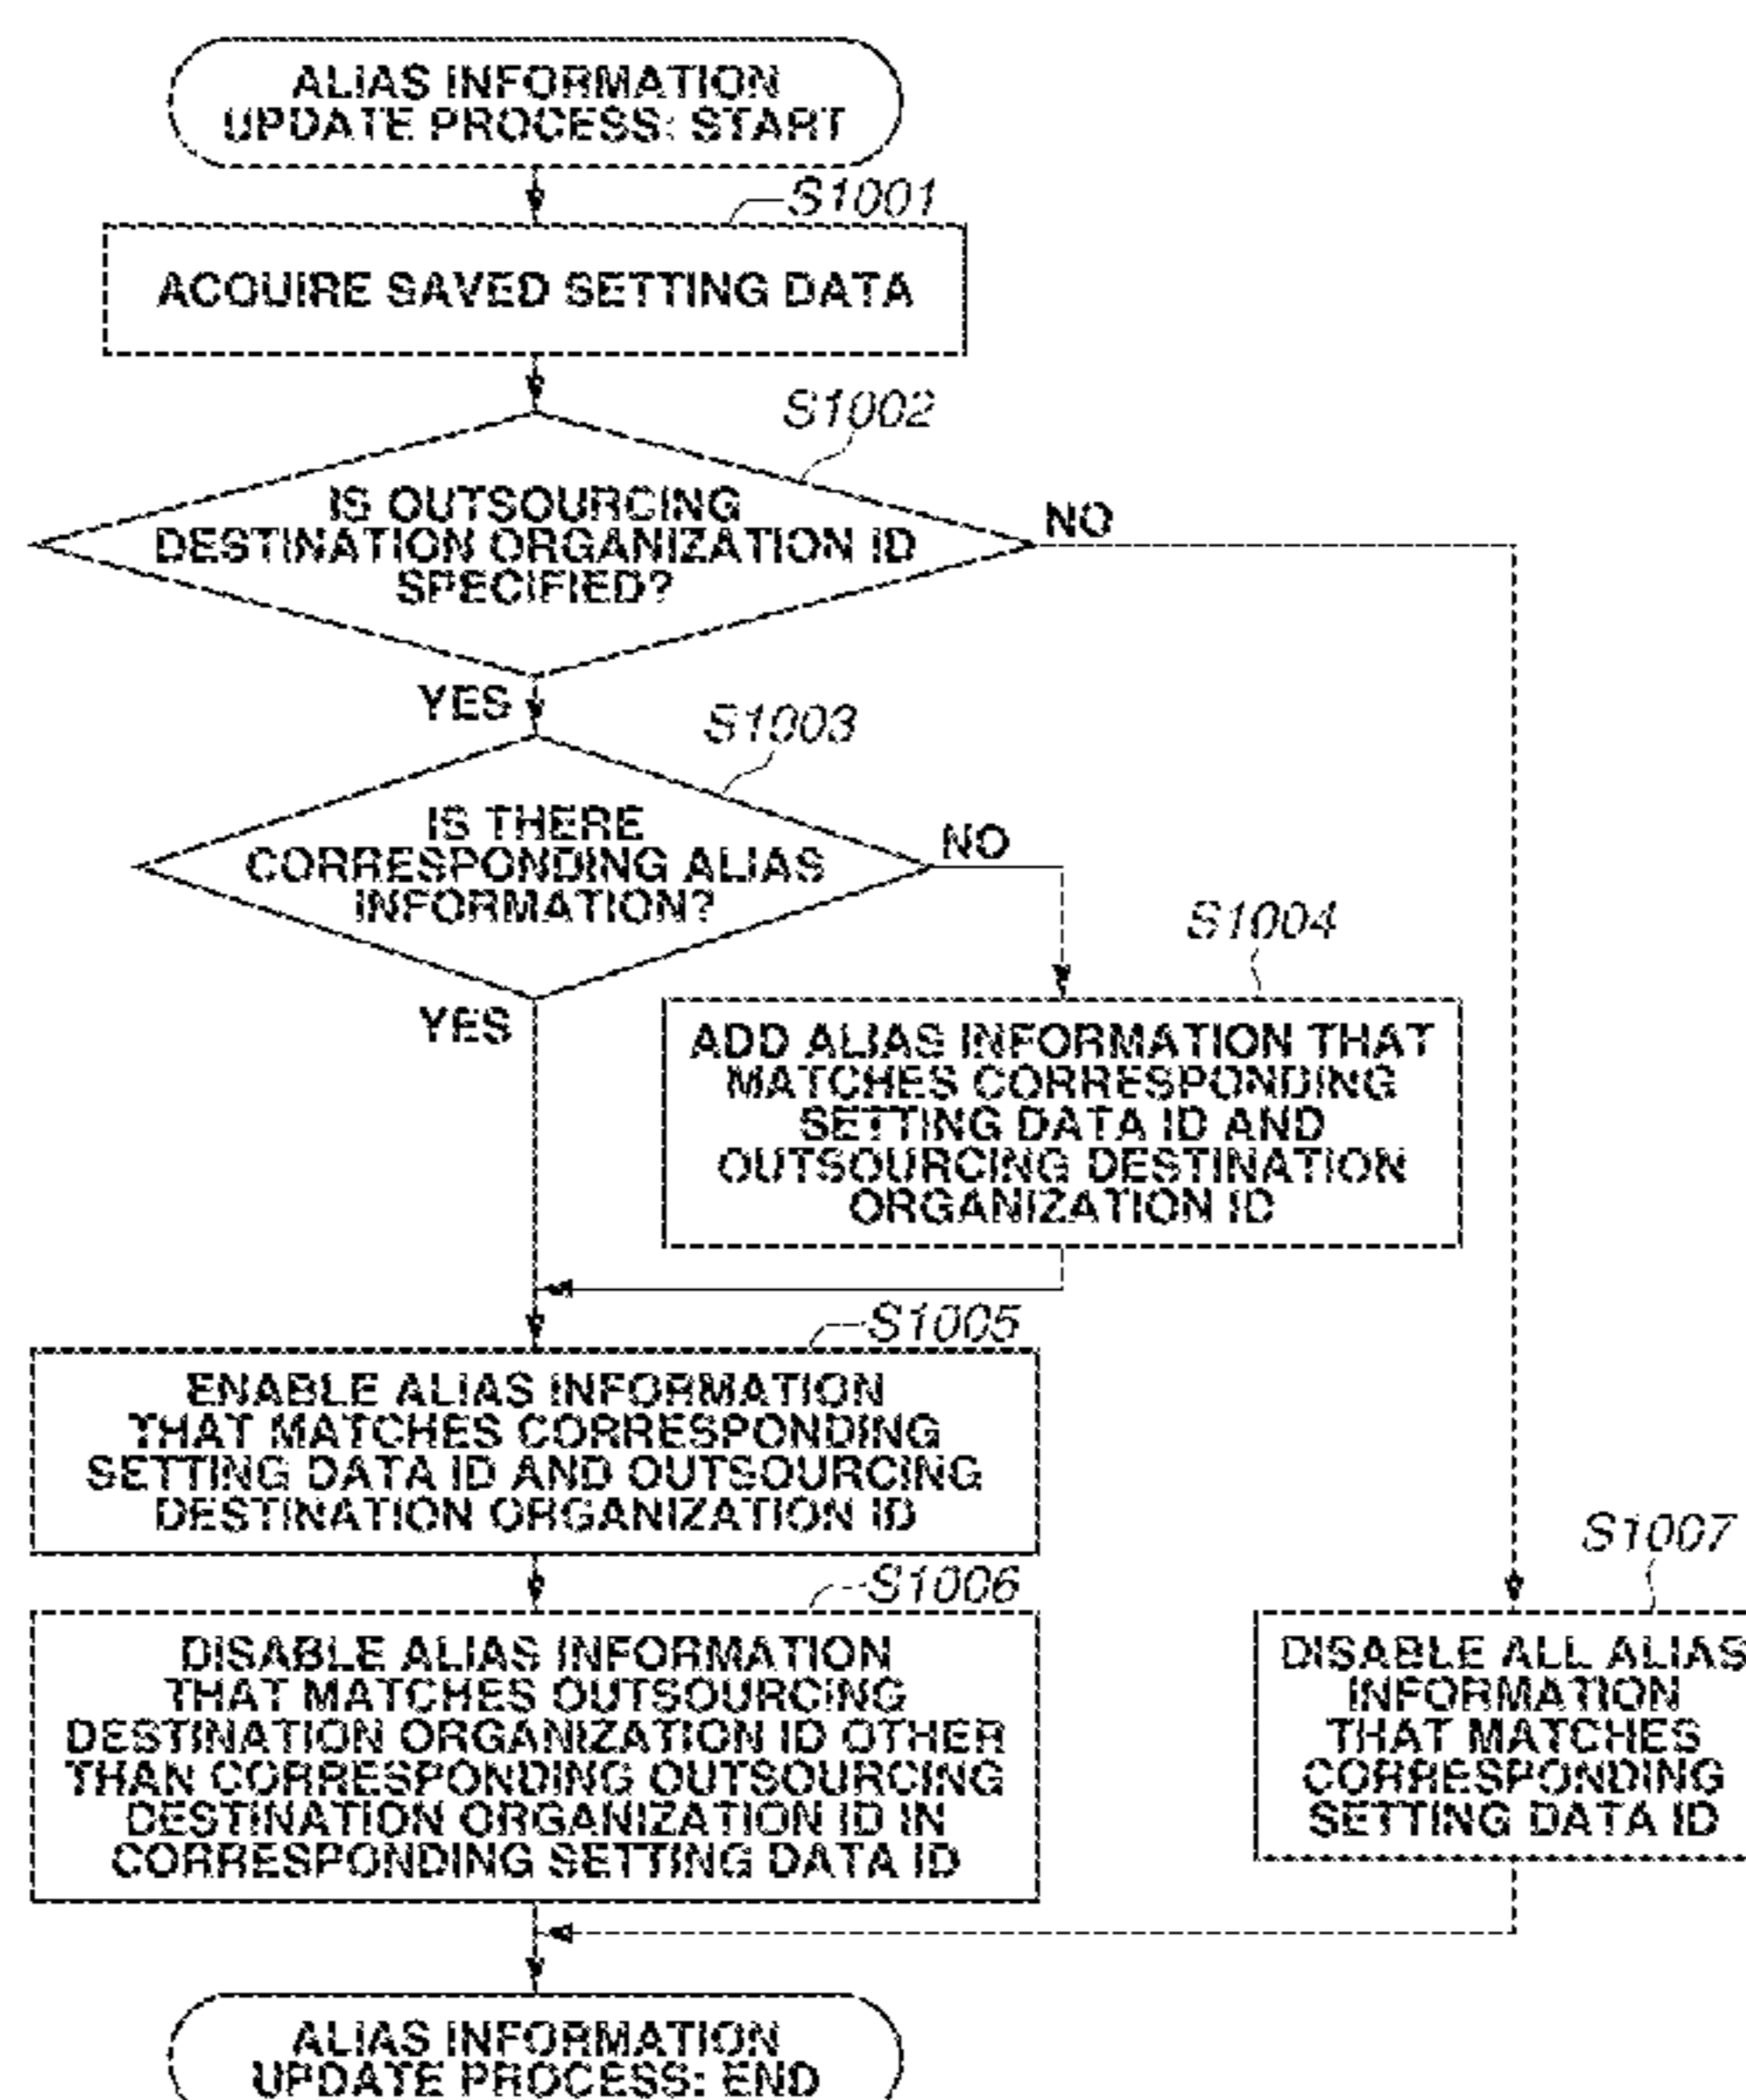 ALIAS INFORMATION
UPDATE PROCESS: START
S1001
ACQUIRE SAVED SETTING DATA
S1002
IS OUTSOURCING
DESTINATION ORGANIZATION ID
SPECIFIED?
NO
YES
S1003
IS THERE
CORRESPONDING ALIAS
INFORMATION?
NO
YES
S1004
ADD ALIAS INFORMATION THAT
MATCHES CORRESPONDING
SETTING DATA ID AND
OUTSOURCING DESTINATION
ORGANIZATION ID
S1005
ENABLE ALIAS INFORMATION
THAT MATCHES CORRESPONDING
SETTING DATA ID AND OUTSOURCING
DESTINATION ORGANIZATION ID
S1006
DISABLE ALIAS INFORMATION
THAT MATCHES OUTSOURCING
DESTINATION ORGANIZATION ID OTHER
THAN CORRESPONDING OUTSOURCING
DESTINATION ORGANIZATION ID IN
CORRESPONDING SETTING DATA ID
S1007
DISABLE ALL ALIAS
INFORMATION
THAT MATCHES
CORRESPONDING
SETTING DATA ID
ALIAS INFORMATION
UPDATE PROCESS: END